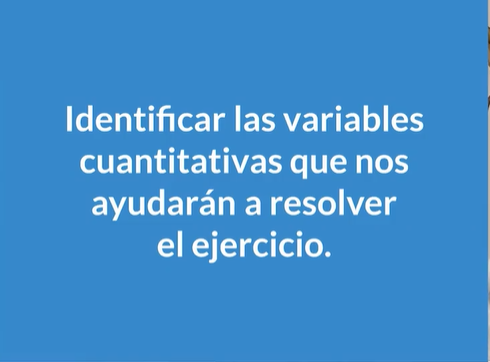 Identificar las variables
cuantitativas que nos
ayudarán a resolver
el ejercicio.